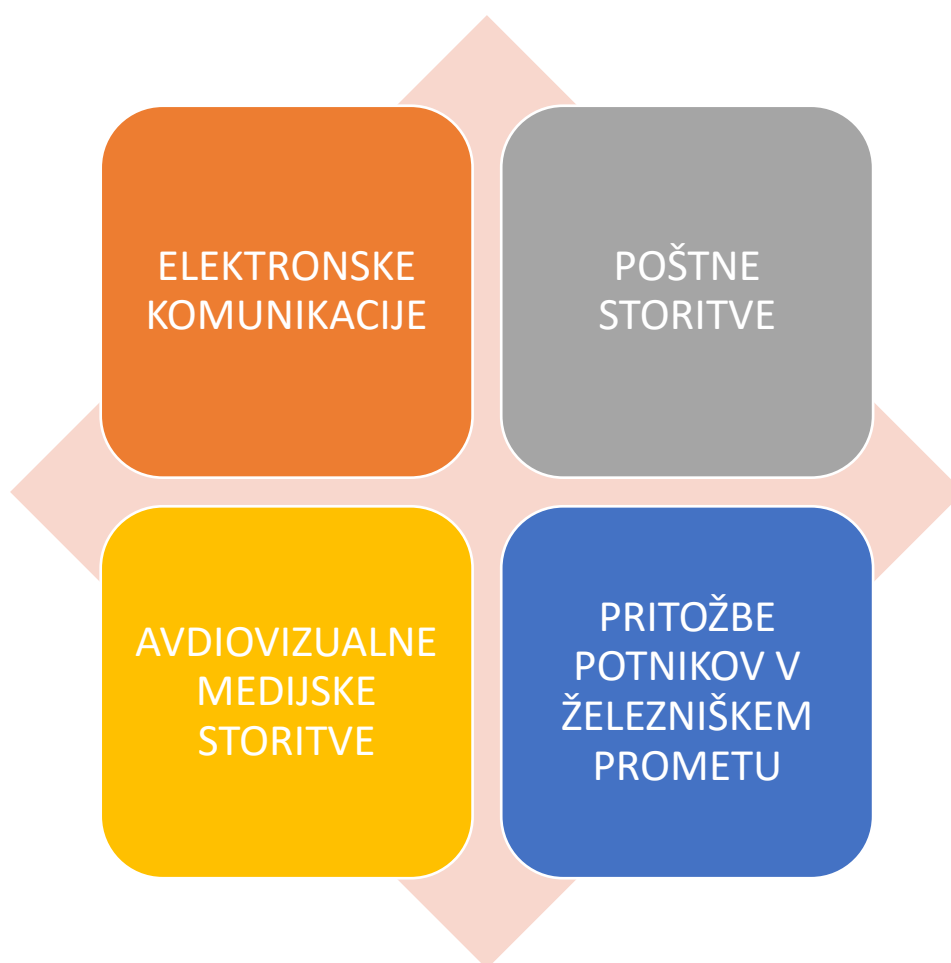 ELEKTRONSKE
KOMUNIKACIJE
POŠTNE
STORITVE
AVDIOVIZUALNE
MEDIJSKE
STORITVE
PRITOŽBE
POTNIKOV V
ŽELEZNIŠKEM
PROMETU